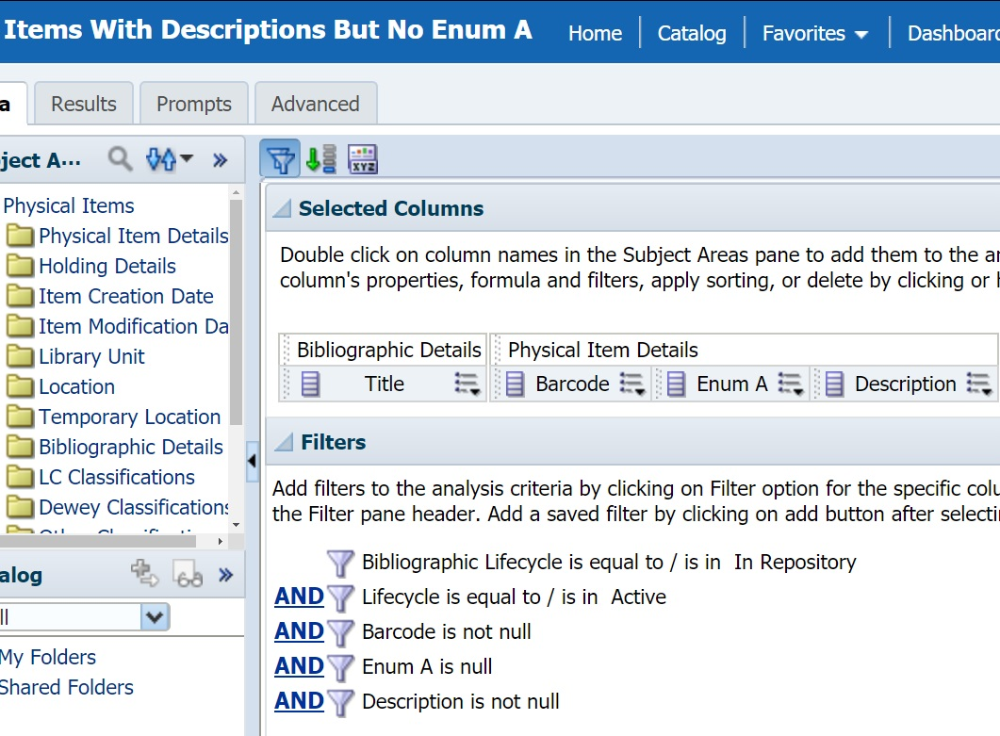 Items With Descriptions But No Enum A
Home
Catalog
Favorites
Dashboard
a
Results
Prompts
Advanced
ject A...
Physical Items
Physical Item Details
Holding Details
Item Creation Date
Item Modification Da
Library Unit
Location
Temporary Location
Bibliographic Details
LC Classifications
Dewey Classifications
alog
ll
My Folders
Shared Folders
XYZ
Selected Columns
Double click on column names in the Subject Areas pane to add them to the an
column's properties, formula and filters, apply sorting, or delete by clicking or h
Bibliographic Details
Physical Item Details
Title
Barcode
Enum A
Description
Filters
Add filters to the analysis criteria by clicking on Filter option for the specific colu
the Filter pane header. Add a saved filter by clicking on add button after selectin
Bibliographic Lifecycle is equal to / is in In Repository
AND Lifecycle is equal to / is in Active
AND Barcode is not null
AND Enum A is null
AND Description is not null